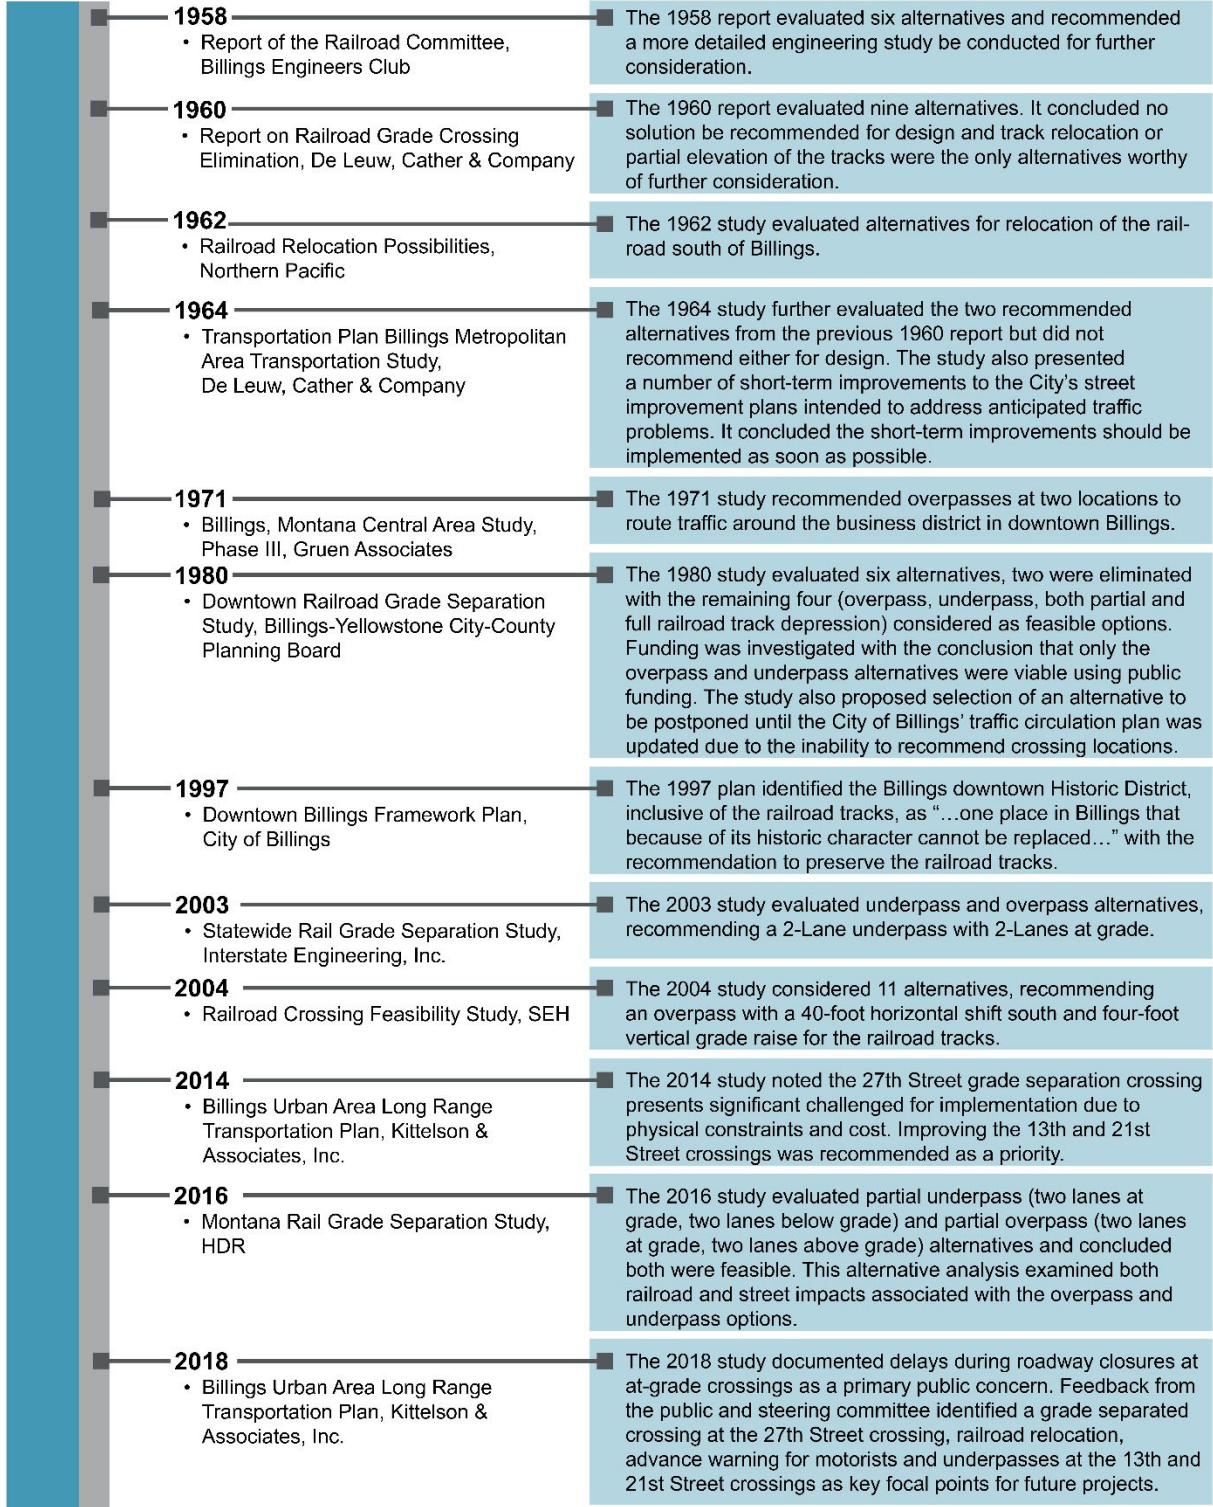 1958
• Report of the Railroad Committee,
Billings Engineers Club
The 1958 report evaluated six alternatives and recommended
a more detailed engineering study be conducted for further
consideration.
1960
• Report on Railroad Grade Crossing
Elimination, De Leuw, Cather & Company
The 1960 report evaluated nine alternatives. It concluded no
solution be recommended for design and track relocation or
partial elevation of the tracks were the only alternatives worthy
of further consideration.
1962
• Railroad Relocation Possibilities,
Northern Pacific
The 1962 study evaluated alternatives for relocation of the rail-
road south of Billings.
1964
• Transportation Plan Billings Metropolitan
Area Transportation Study,
De Leuw, Cather & Company
The 1964 study further evaluated the two recommended
alternatives from the previous 1960 report but did not
recommend either for design. The study also presented
a number of short-term improvements to the City's street
improvement plans intended to address anticipated traffic
problems. It concluded the short-term improvements should be
implemented as soon as possible.
1971
• Billings, Montana Central Area Study,
Phase III, Gruen Associates
The 1971 study recommended overpasses at two locations to
route traffic around the business district in downtown Billings.
1980
• Downtown Railroad Grade Separation
Study, Billings-Yellowstone City-County
Planning Board
The 1980 study evaluated six alternatives, two were eliminated
with the remaining four (overpass, underpass, both partial and
full railroad track depression) considered as feasible options.
Funding was investigated with the conclusion that only the
overpass and underpass alternatives were viable using public
funding. The study also proposed selection of an alternative to
be postponed until the City of Billings' traffic circulation plan was
updated due to the inability to recommend crossing locations.
1997
• Downtown Billings Framework Plan,
City of Billings
The 1997 plan identified the Billings downtown Historic District,
inclusive of the railroad tracks, as "…one place in Billings that
because of its historic character cannot be replaced…" with the
recommendation to preserve the railroad tracks.
2003
• Statewide Rail Grade Separation Study,
Interstate Engineering, Inc.
The 2003 study evaluated underpass and overpass alternatives,
recommending a 2-Lane underpass with 2-Lanes at grade.
2004
• Railroad Crossing Feasibility Study, SEH
The 2004 study considered 11 alternatives, recommending
an overpass with a 40-foot horizontal shift south and four-foot
vertical grade raise for the railroad tracks.
2014
• Billings Urban Area Long Range
Transportation Plan, Kittelson &
Associates, Inc.
The 2014 study noted the 27th Street grade separation crossing
presents significant challenged for implementation due to
physical constraints and cost. Improving the 13th and 21st
Street crossings was recommended as a priority.
2016
• Montana Rail Grade Separation Study,
HDR
The 2016 study evaluated partial underpass (two lanes at
grade, two lanes below grade) and partial overpass (two lanes
at grade, two lanes above grade) alternatives and concluded
both were feasible. This alternative analysis examined both
railroad and street impacts associated with the overpass and
underpass options.
2018
• Billings Urban Area Long Range
Transportation Plan, Kittelson &
Associates, Inc.
The 2018 study documented delays during roadway closures at
at-grade crossings as a primary public concern. Feedback from
the public and steering committee identified a grade separated
crossing at the 27th Street crossing, railroad relocation,
advance warning for motorists and underpasses at the 13th and
21st Street crossings as key focal points for future projects.